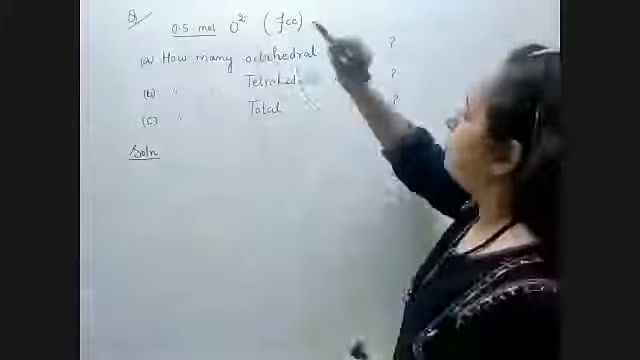 Q/ 0.5 mol O²⁻ (fcc)
(a) How many octahedral ?
(b) " " Tetrahed ?
(c) " Total ?
Soln